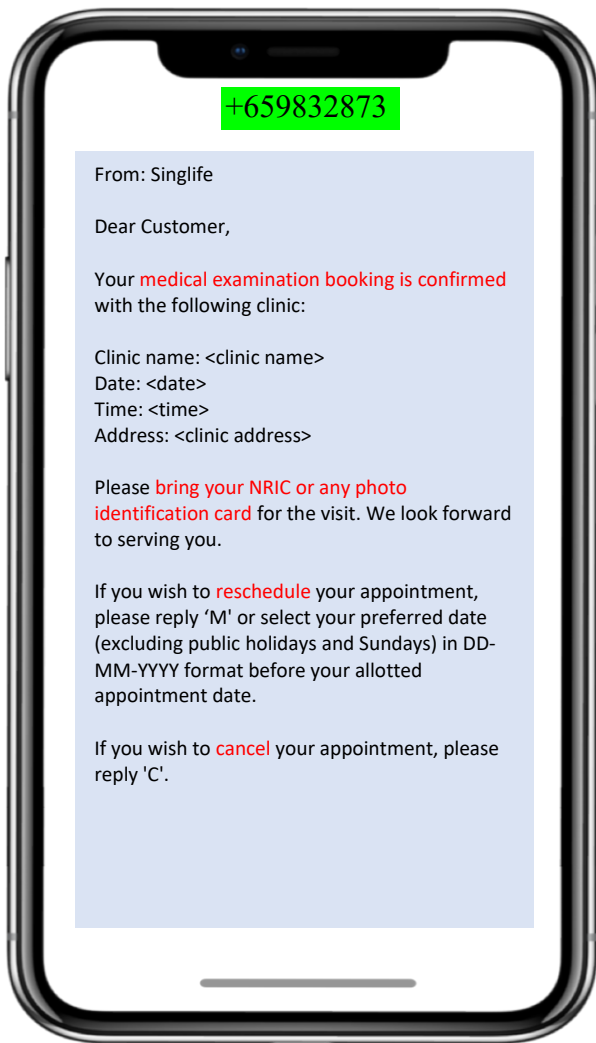 +659832873
From: Singlife
Dear Customer,
Your medical examination booking is confirmed
with the following clinic:
Clinic name: <clinic name>
Date: <date>
Time: <time>
Address: <clinic address>
Please bring your NRIC or any photo
identification card for the visit. We look forward
to serving you.
If you wish to reschedule your appointment,
please reply ‘M' or select your preferred date
(excluding public holidays and Sundays) in DD-
MM-YYYY format before your allotted
appointment date.
If you wish to cancel your appointment, please
reply 'C'.